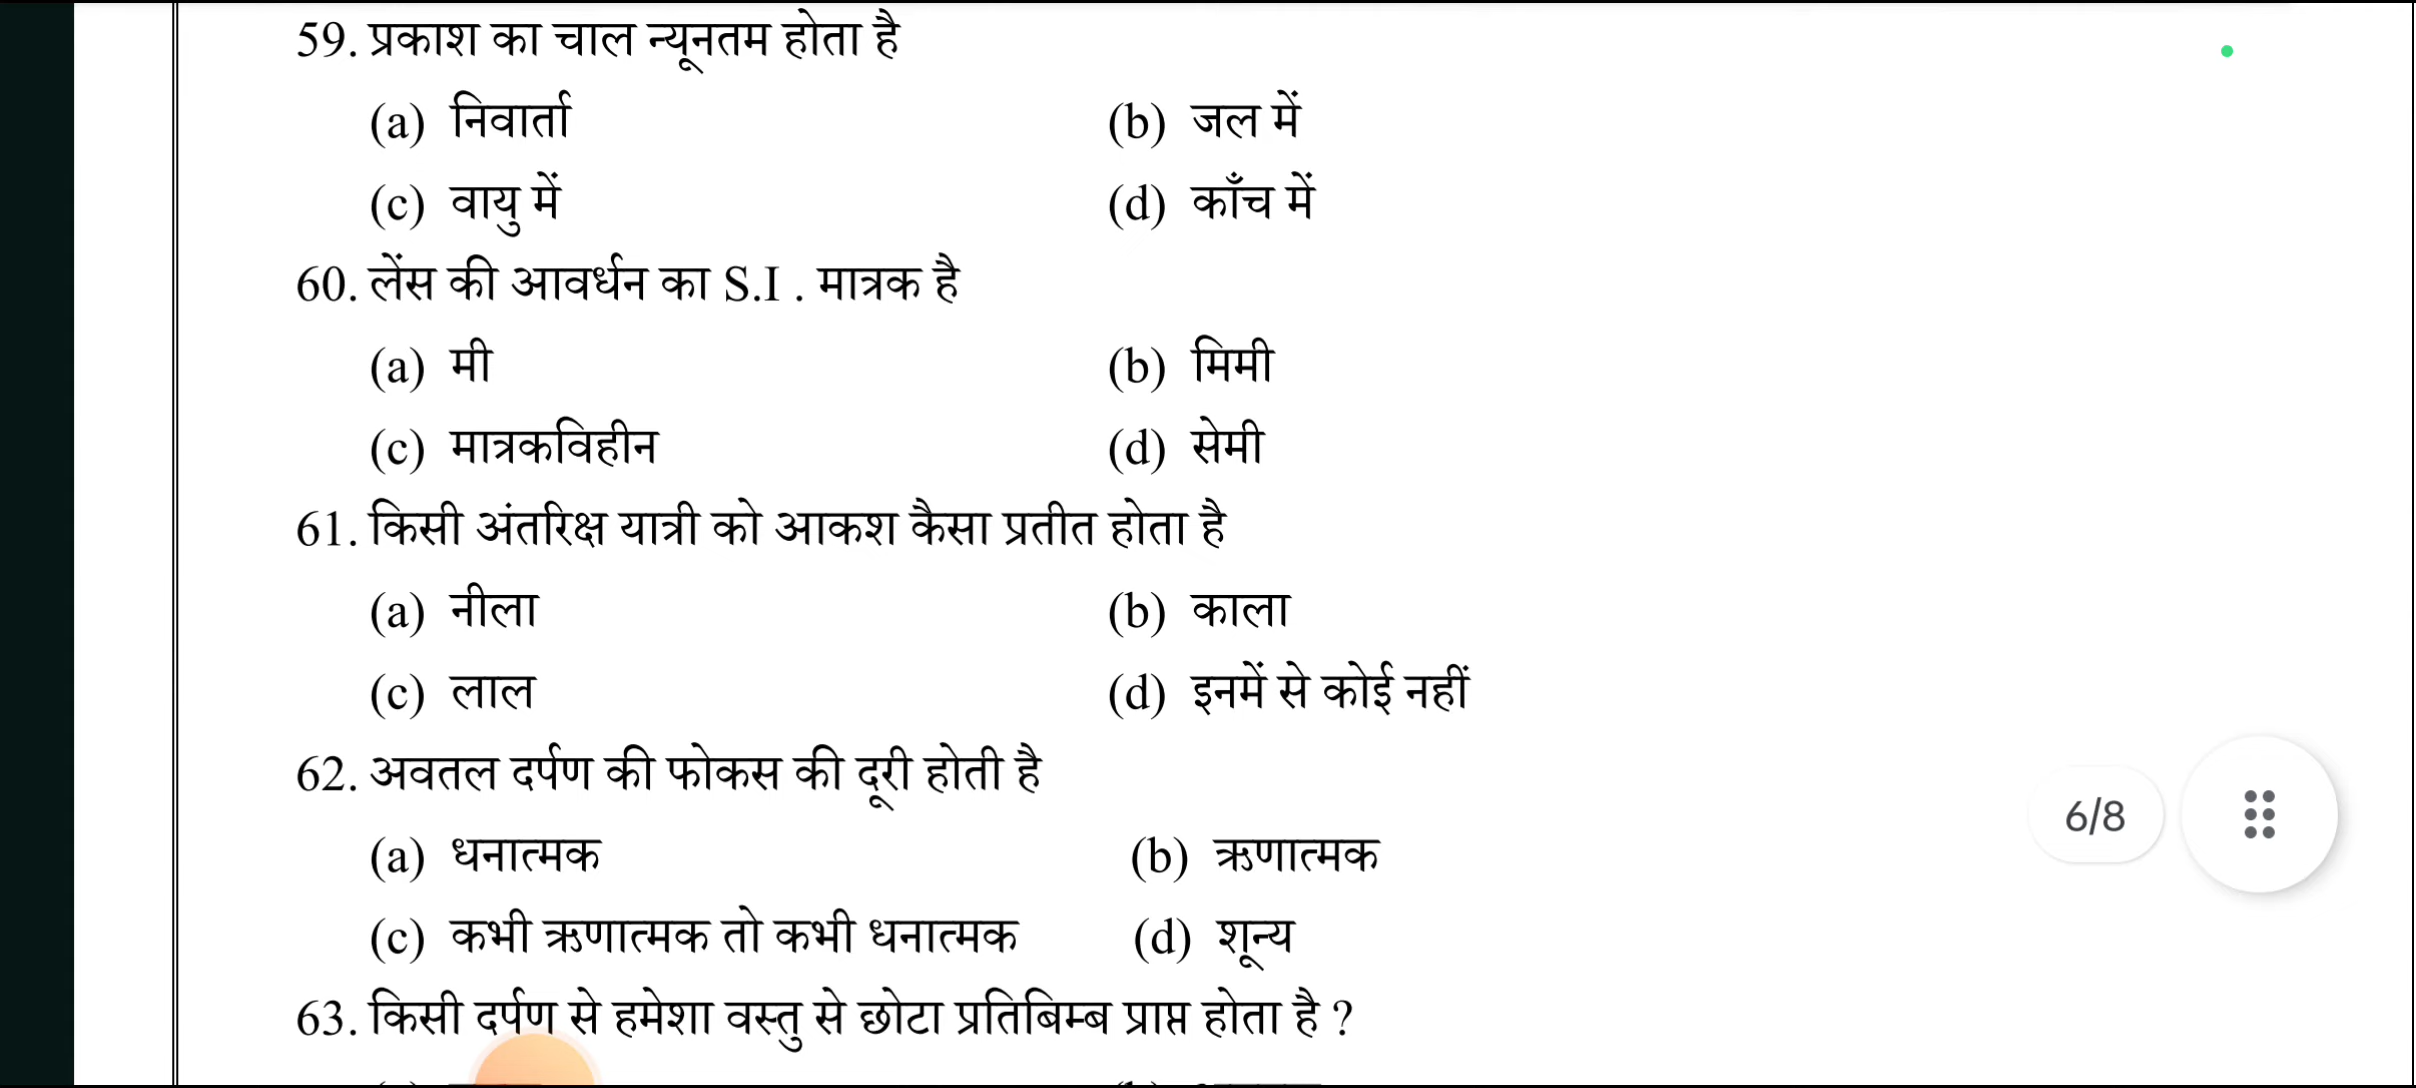 59. प्रकाश का चाल न्यूनतम होता है
(a) निवार्ता (b) जल में
(c) वायु में (d) काँच में
60. लेंस की आवर्धन का S.I . मात्रक है
(a) मी (b) मिमी
(c) मात्रकविहीन (d) सेमी
61. किसी अंतरिक्ष यात्री को आकश कैसा प्रतीत होता है
(a) नीला (b) काला
(c) लाल (d) इनमें से कोई नहीं
62. अवतल दर्पण की फोकस की दूरी होती है
(a) धनात्मक (b) ऋणात्मक
(c) कभी ऋणात्मक तो कभी धनात्मक (d) शून्य
6/8
63. किसी दर्पण से हमेशा वस्तु से छोटा प्रतिबिम्ब प्राप्त होता है ?